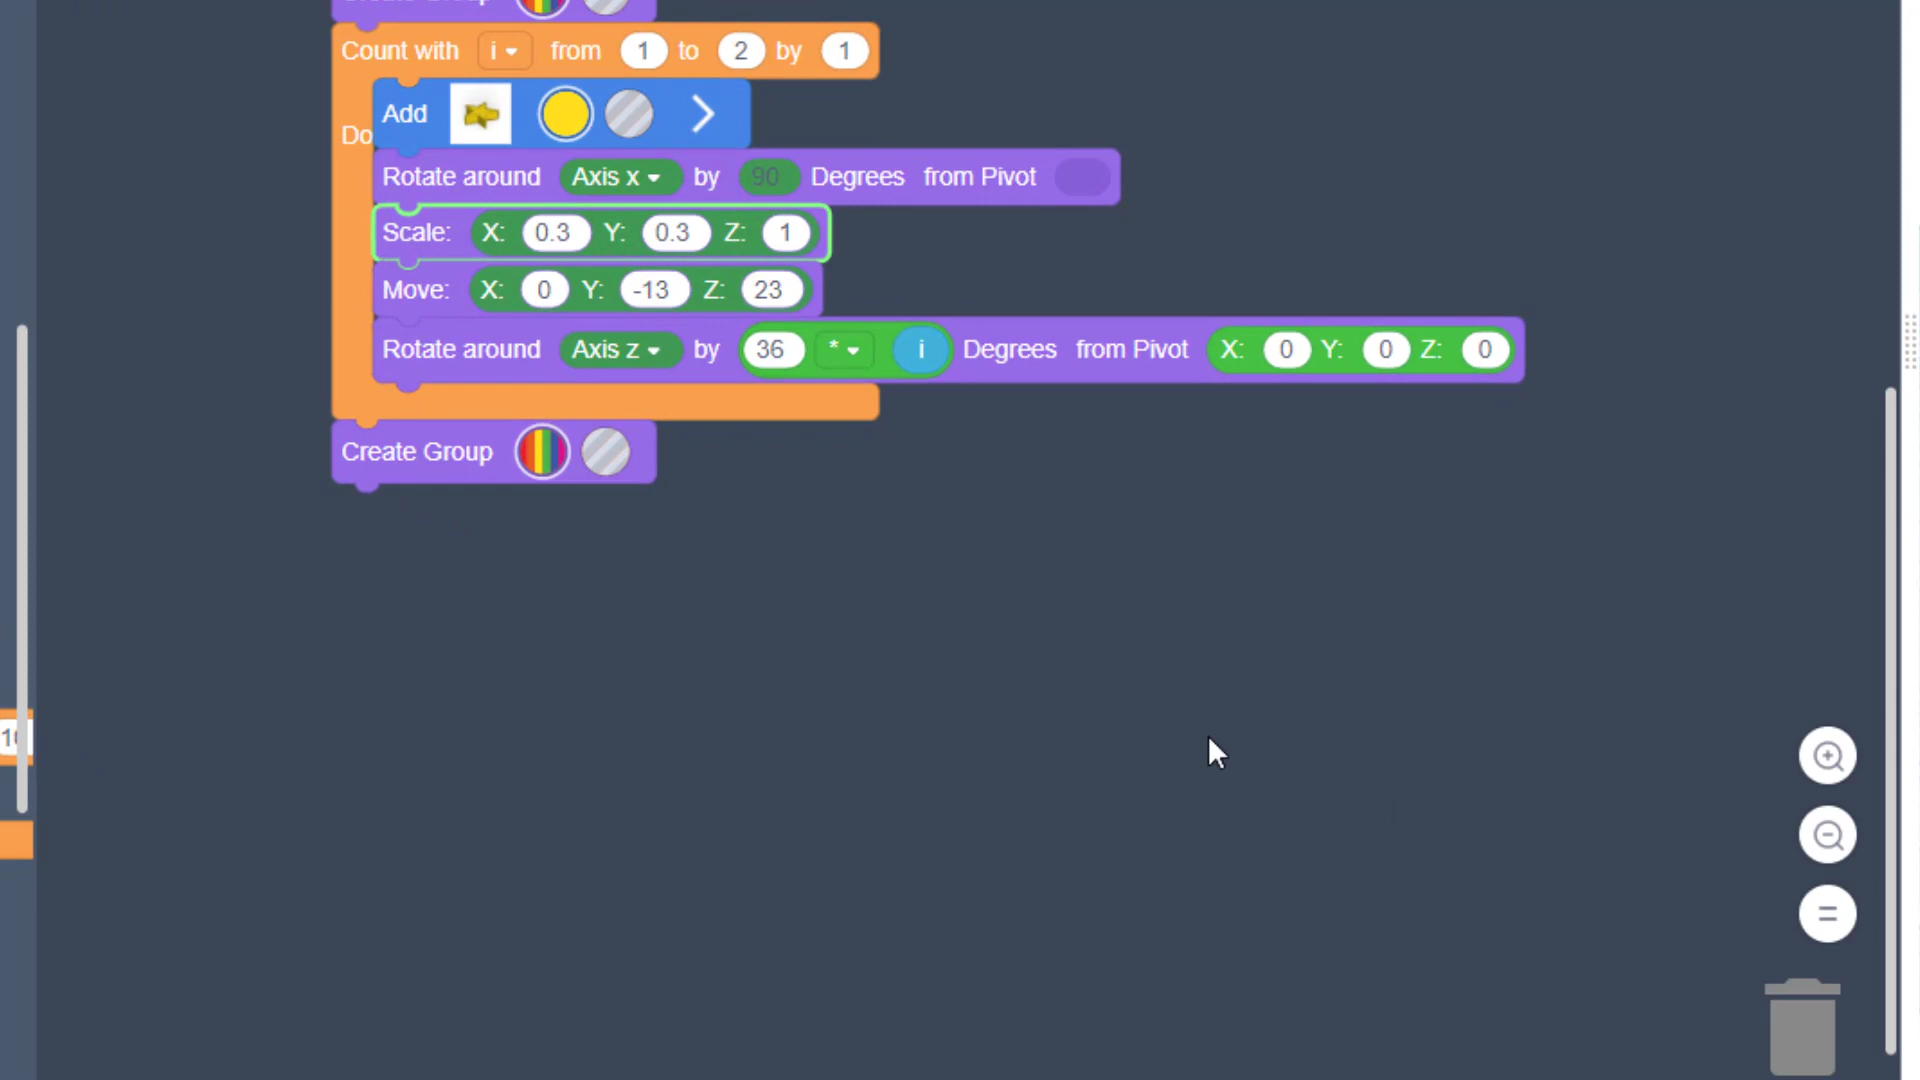 Count with i from 1 to 2 by 1
Add
Do
Rotate around Axis x by 90 Degrees from Pivot
Scale: X: 0.3 Y: 0.3 Z: 1
Move: X: 0 Y: -13 Z: 23
Rotate around Axis z by 36 * i Degrees from Pivot X: 0 Y: 0 Z: 0
Create Group